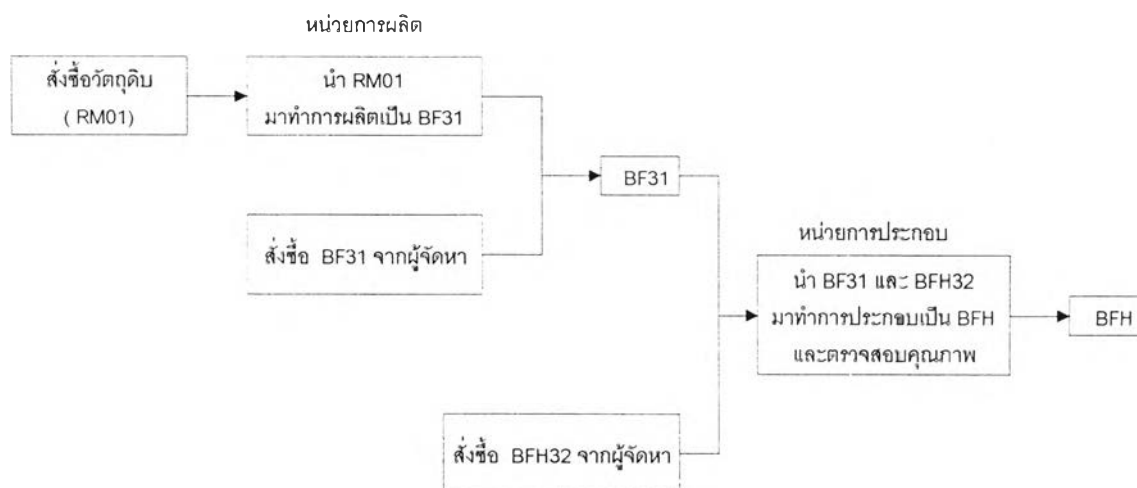 หน่วยการผลิต
สั่งซื้อวัตถุดิบ
( RM01)
นำ RM01
มาทำการผลิตเป็น BF31
BF31
สั่งซื้อ BF31 จากผู้จัดหา
หน่วยการประกอบ
นำ BF31 และ BFH32
มาทำการประกอบเป็น BFH
และตรวจสอบคุณภาพ
BFH
สั่งซื้อ BFH32 จากผู้จัดหา